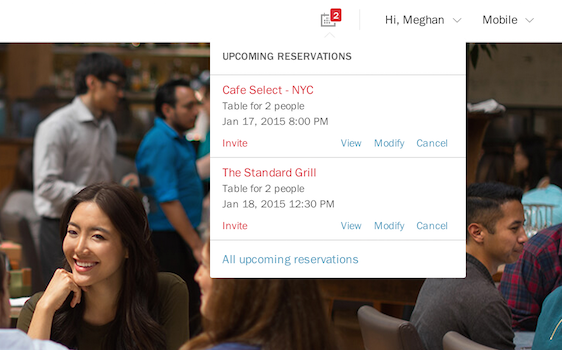 2
Hi, Meghan
Mobile
UPCOMING RESERVATIONS
Cafe Select - NYC
Table for 2 people
Jan 17, 2015 8:00 PM
Invite View Modify Cancel
The Standard Grill
Table for 2 people
Jan 18, 2015 12:30 PM
Invite View Modify Cancel
All upcoming reservations